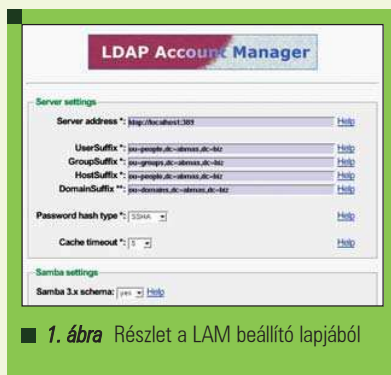 LDAP Account Manager
Server settings
Server address *: ldap://localhost:389 Help
UserSuffix *: ou=people,dc=abmas,dc=biz Help
GroupSuffix *: ou=groups,dc=abmas,dc=biz Help
HostSuffix *: ou=people,dc=abmas,dc=biz Help
DomainSuffix **: ou=domains,dc=abmas,dc=biz Help
Password hash type *: SSHA Help
Cache timeout *: 5 Help
Samba settings
Samba 3.x schema: yes Help
1. ábra Részlet a LAM beállító lapjából